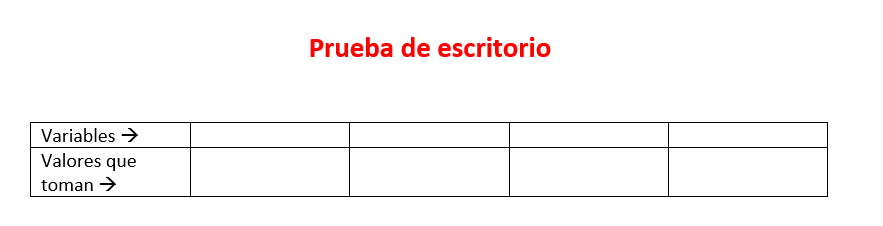 Prueba de escritorio
Variables →
Valores que
toman →